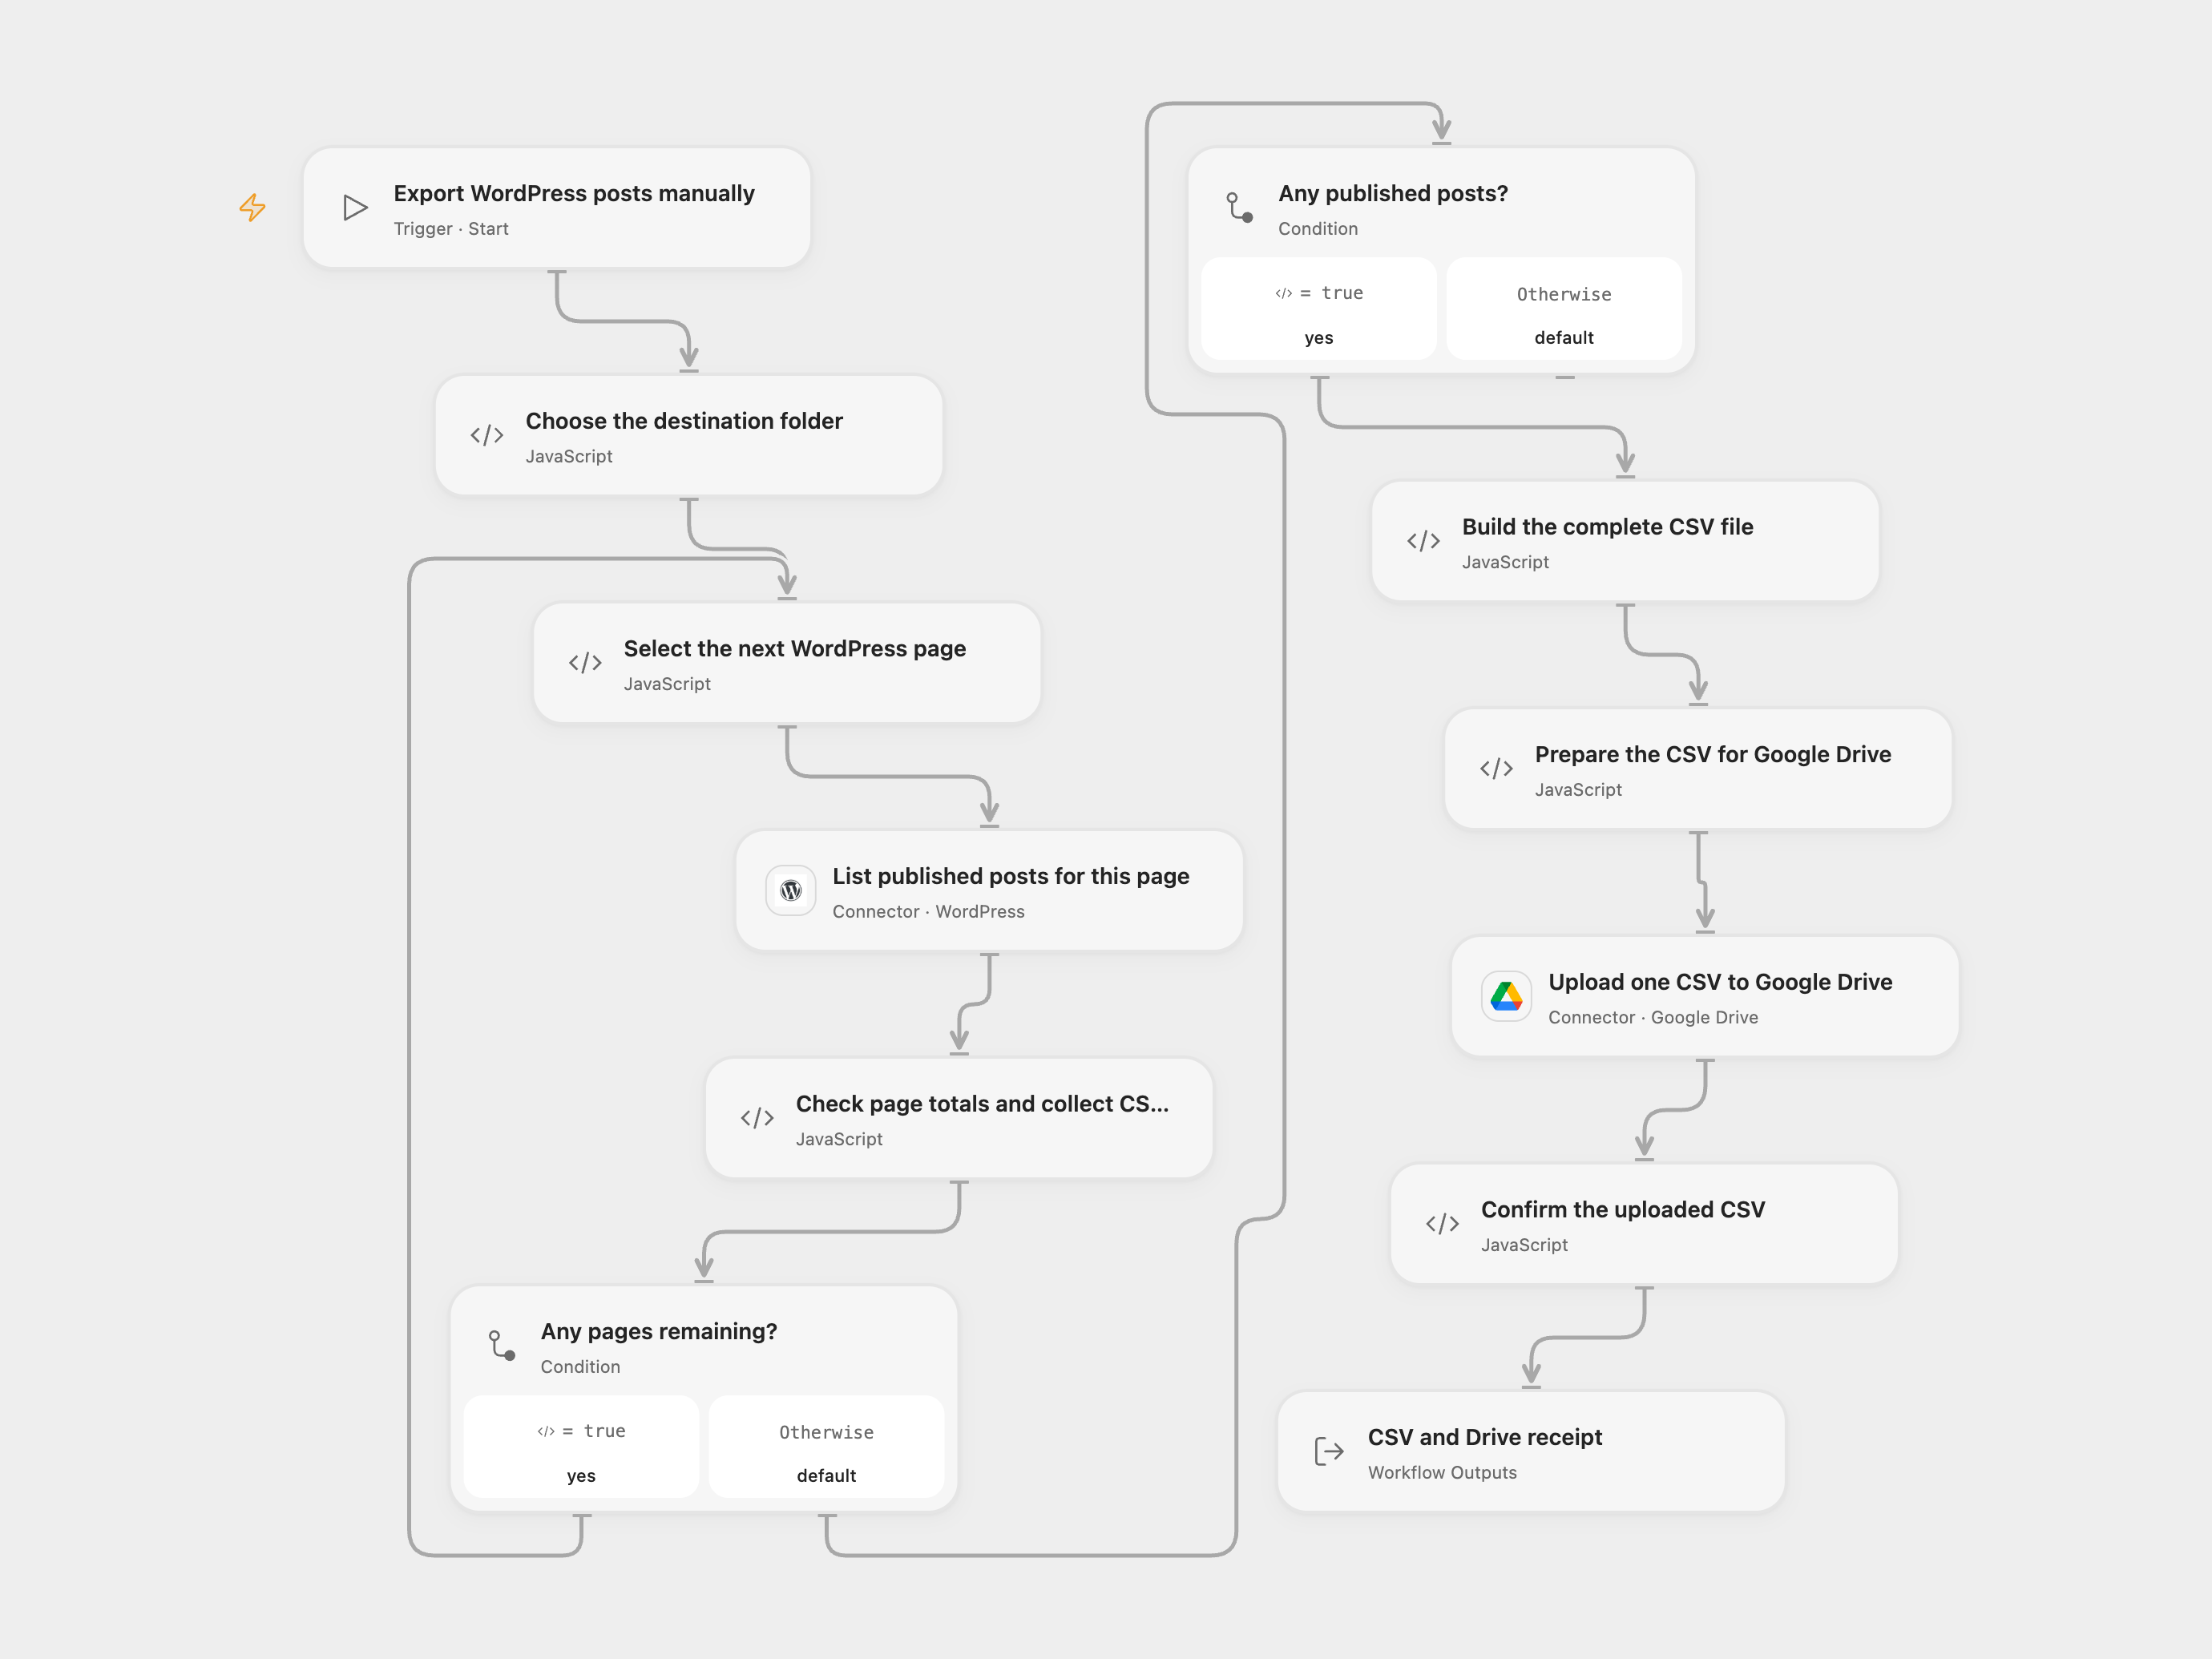 Export WordPress posts manually
Trigger · Start
Choose the destination folder
JavaScript
Select the next WordPress page
JavaScript
List published posts for this page
Connector · WordPress
Check page totals and collect CS...
JavaScript
Any pages remaining?
Condition
</> = true
yes
Otherwise
default
Any published posts?
Condition
</> = true
yes
Otherwise
default
Build the complete CSV file
JavaScript
Prepare the CSV for Google Drive
JavaScript
Upload one CSV to Google Drive
Connector · Google Drive
Confirm the uploaded CSV
JavaScript
CSV and Drive receipt
Workflow Outputs